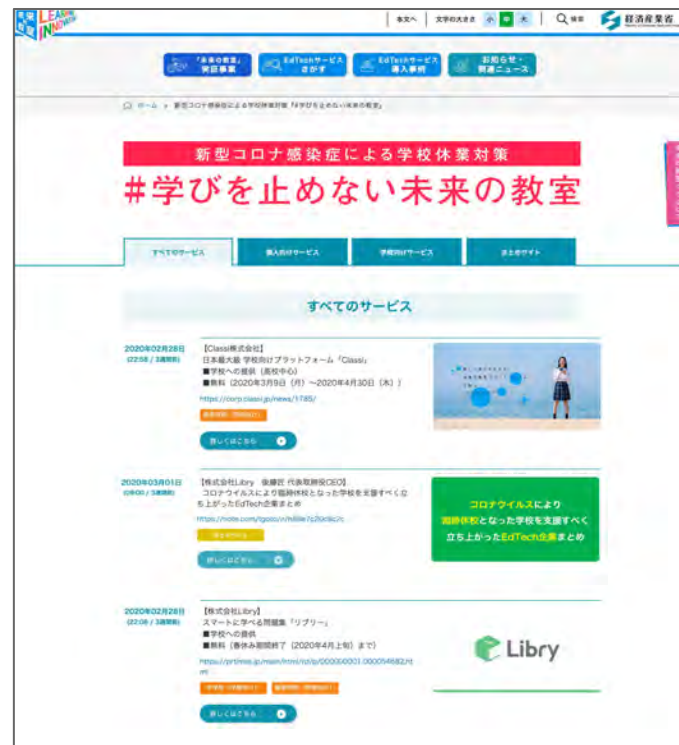 未来の教室 LEARNING INNOVATION
本文へ 文字の大きさ 小 中 大 検索 経済産業省
「未来の教室」実証事業
EdTechサービスさがす
EdTechサービス導入事例
お知らせ・関連ニュース
ホーム 新型コロナ感染症による学校休業対策『#学びを止めない未来の教室』
新型コロナ感染症による学校休業対策
#学びを止めない未来の教室
すべてのサービス 個人向けサービス 学校向けサービス まとめサイト
すべてのサービス
2020年02月28日
(22:58 / 3週間前)
【Classi株式会社】
日本最大級 学校向けプラットフォーム「Classi」
■学校への提供（高校中心）
■無料（2020年3月9日（月）～2020年4月30日（木））
https://corp.classi.jp/news/1785/
詳しくはこちら
2020年03月01日
【株式会社Libry 後藤匠 代表取締役CEO】
コロナウイルスにより臨時休校となった学校を支援すべく立
ち上がったEdTech企業まとめ
詳しくはこちら
コロナウイルスにより
臨時休校となった学校を支援すべく
立ち上がったEdTech企業まとめ
2020年02月28日
(22:08 / 3週間前)
【株式会社Libry】
スマートに学べる問題集「リブリー」
■学校への提供
■無料（春休み期間終了（2020年4月上旬）まで）
詳しくはこちら
Libry